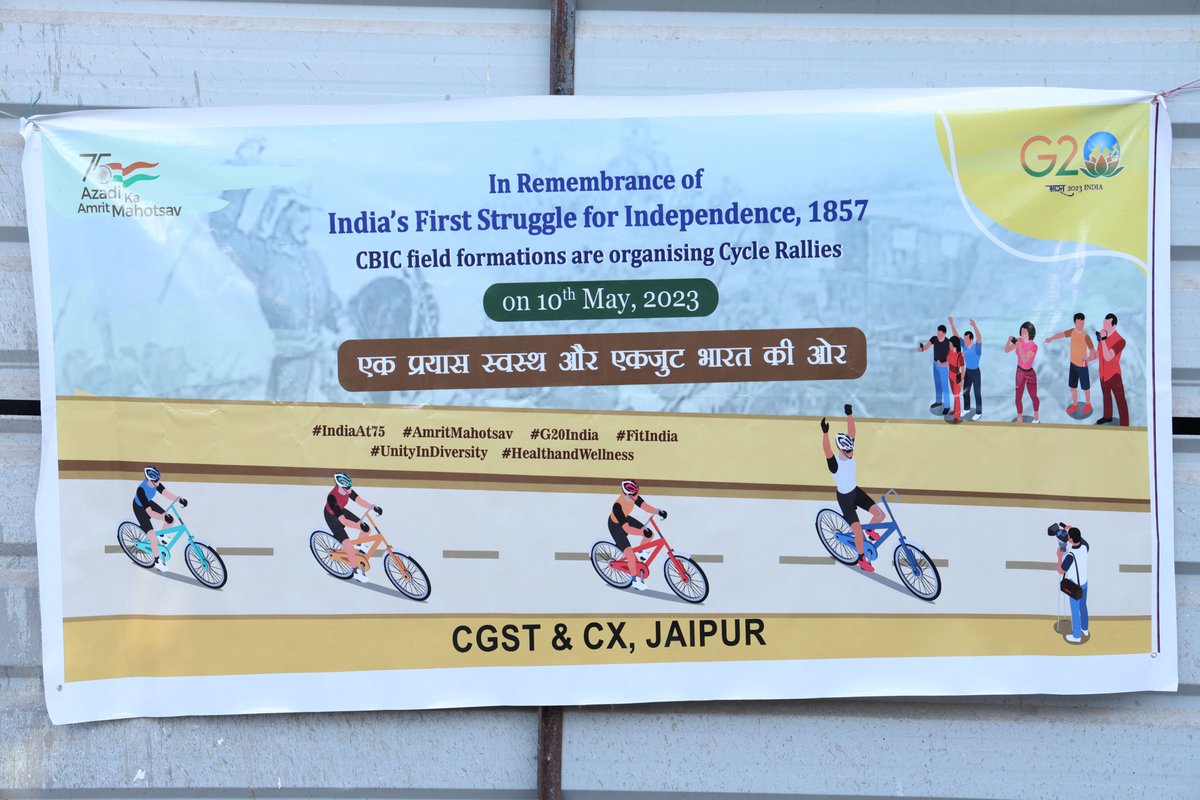 75
Azadi Ka
Amrit Mahotsav
G20
भारत 2023 INDIA
In Remembrance of
India's First Struggle for Independence, 1857
CBIC field formations are organising Cycle Rallies
on 10th May, 2023
एक प्रयास स्वस्थ और एकजुट भारत की ओर
#IndiaAt75 #AmritMahotsav #G20India #FitIndia
#UnityInDiversity #HealthandWellness
CGST & CX, JAIPUR